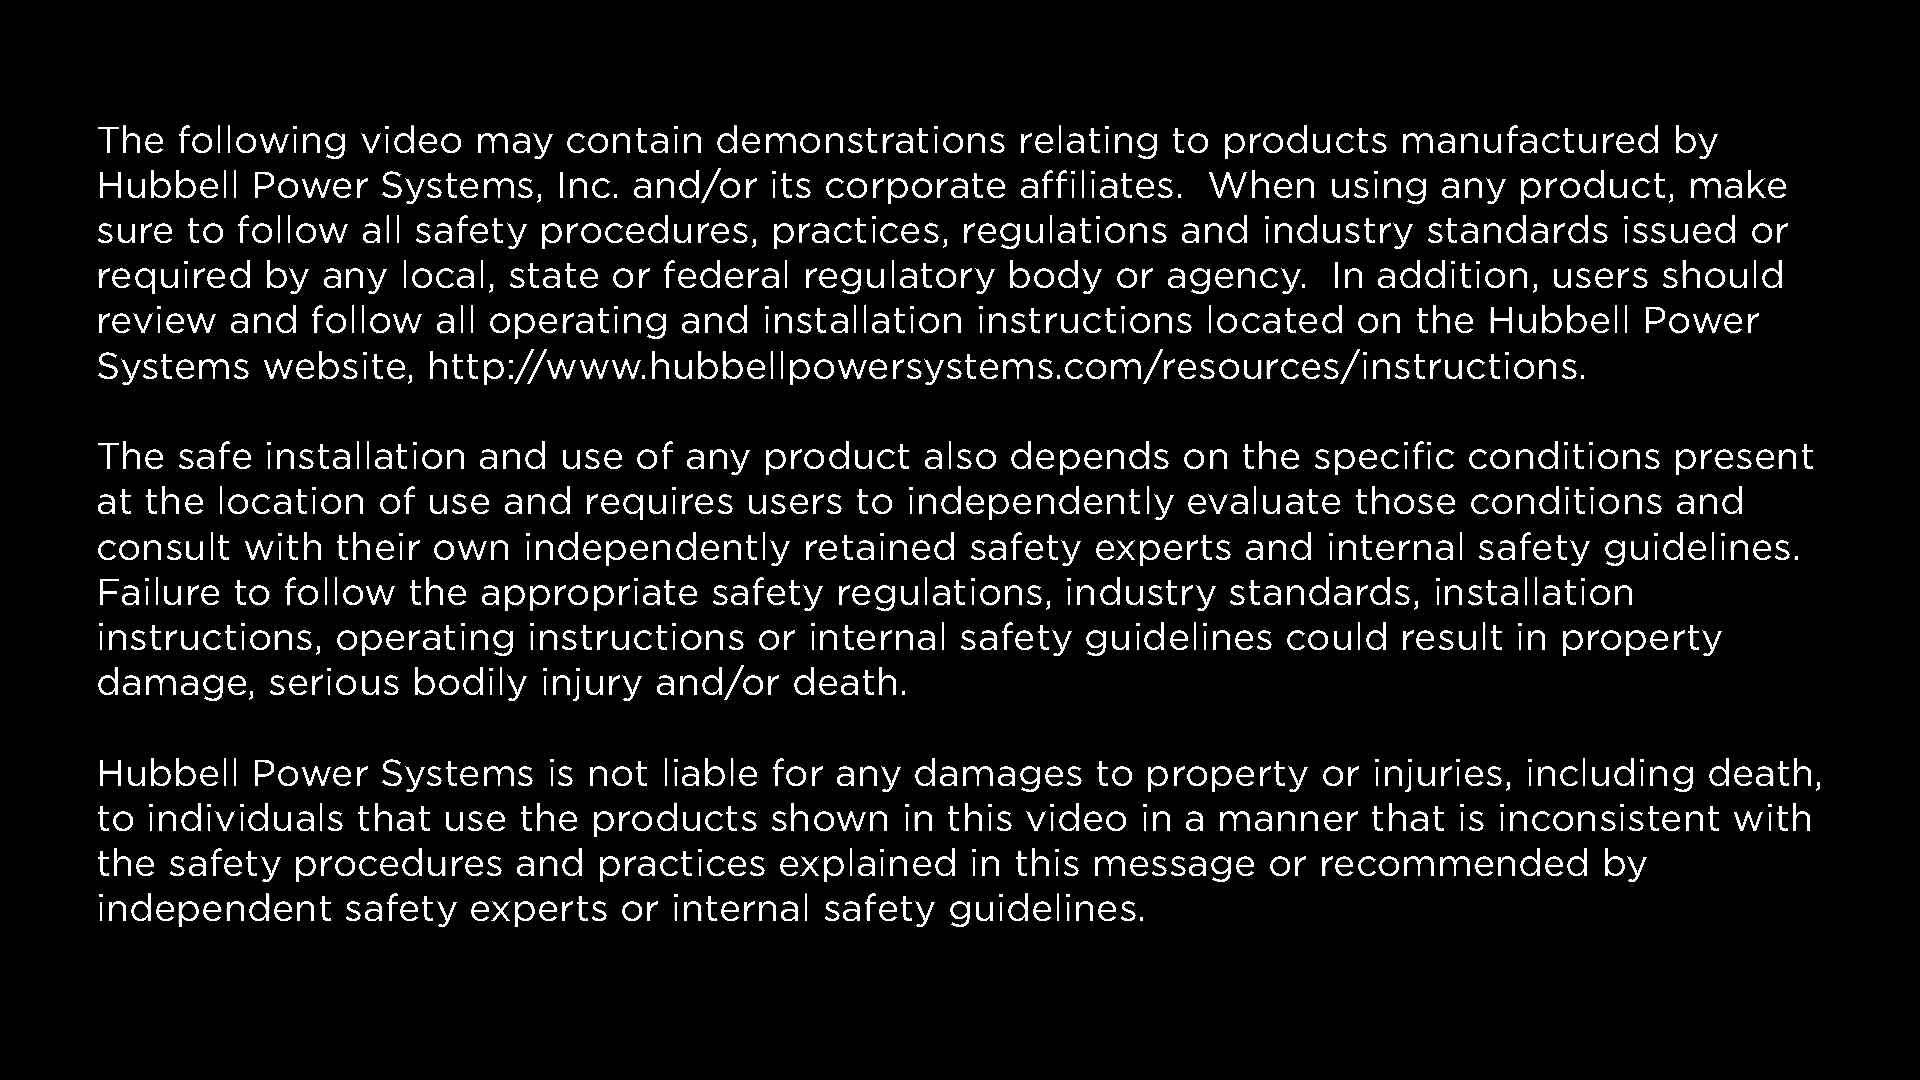 The following video may contain demonstrations relating to products manufactured by
Hubbell Power Systems, Inc. and/or its corporate affiliates.  When using any product, make
sure to follow all safety procedures, practices, regulations and industry standards issued or
required by any local, state or federal regulatory body or agency.  In addition, users should
review and follow all operating and installation instructions located on the Hubbell Power
Systems website, http://www.hubbellpowersystems.com/resources/instructions.
The safe installation and use of any product also depends on the specific conditions present
at the location of use and requires users to independently evaluate those conditions and
consult with their own independently retained safety experts and internal safety guidelines.
Failure to follow the appropriate safety regulations, industry standards, installation
instructions, operating instructions or internal safety guidelines could result in property
damage, serious bodily injury and/or death.
Hubbell Power Systems is not liable for any damages to property or injuries, including death,
to individuals that use the products shown in this video in a manner that is inconsistent with
the safety procedures and practices explained in this message or recommended by
independent safety experts or internal safety guidelines.